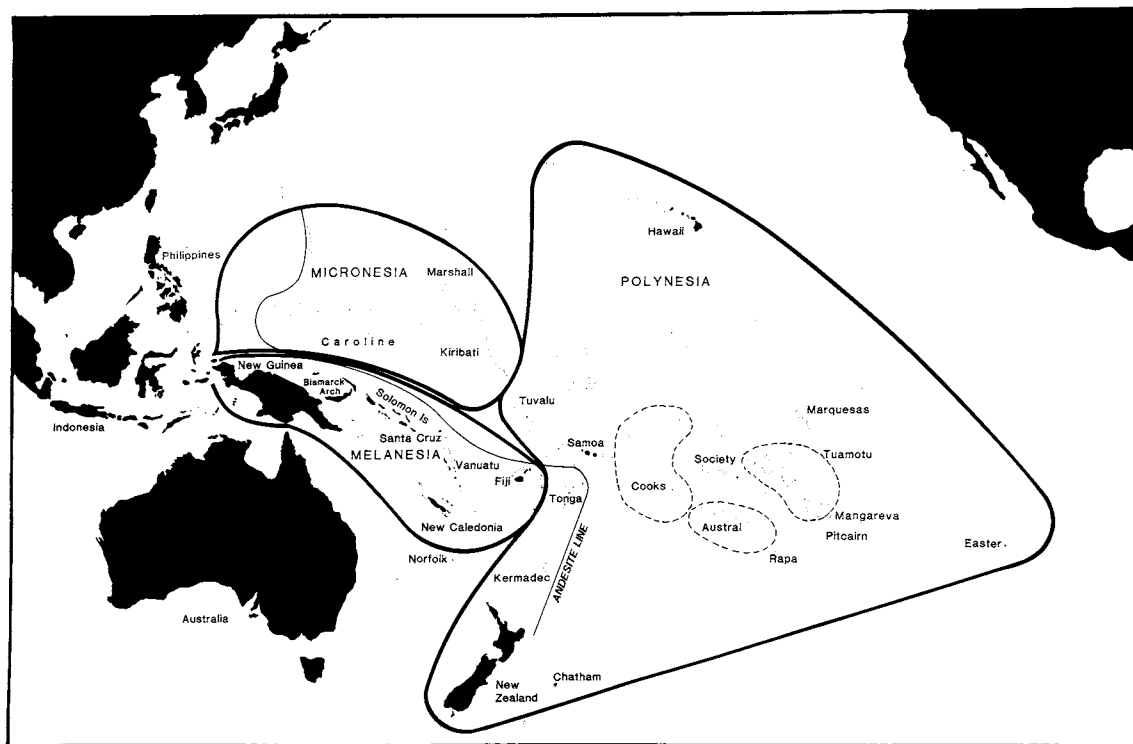 Hawaii
Philippines
MICRONESIA
Marshall
POLYNESIA
Caroline
Kiribati
New Guinea
Bismarck
Arch
Solomon Is
Tuvalu
Marquesas
Indonesia
Santa Cruz
Samoa
MELANESIA
Vanuatu
Society
Tuamotu
Fiji
Cooks
Tonga
Mangareva
New Caledonia
Austral
Pitcairn
Norfolk
Rapa
Easter
Kermadec
ANDESITE LINE
Australia
Chatham
New
Zealand